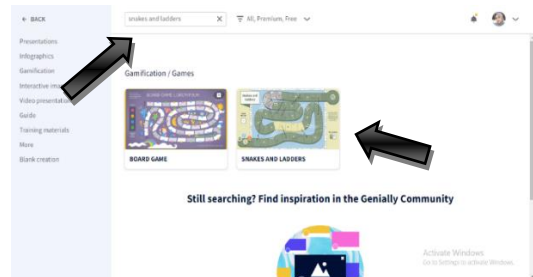 ← BACK
snakes and ladders
All, Premium, Free
Presentations
Infographics
Gamification
Interactive
Video presentation
Guide
Training materials
More
Blank creation
Gamification / Games
BOARD GAME
SNAKES AND LADDERS
Still searching? Find inspiration in the Genially Community
Activate Windows
Go to Settings to activate Windows.